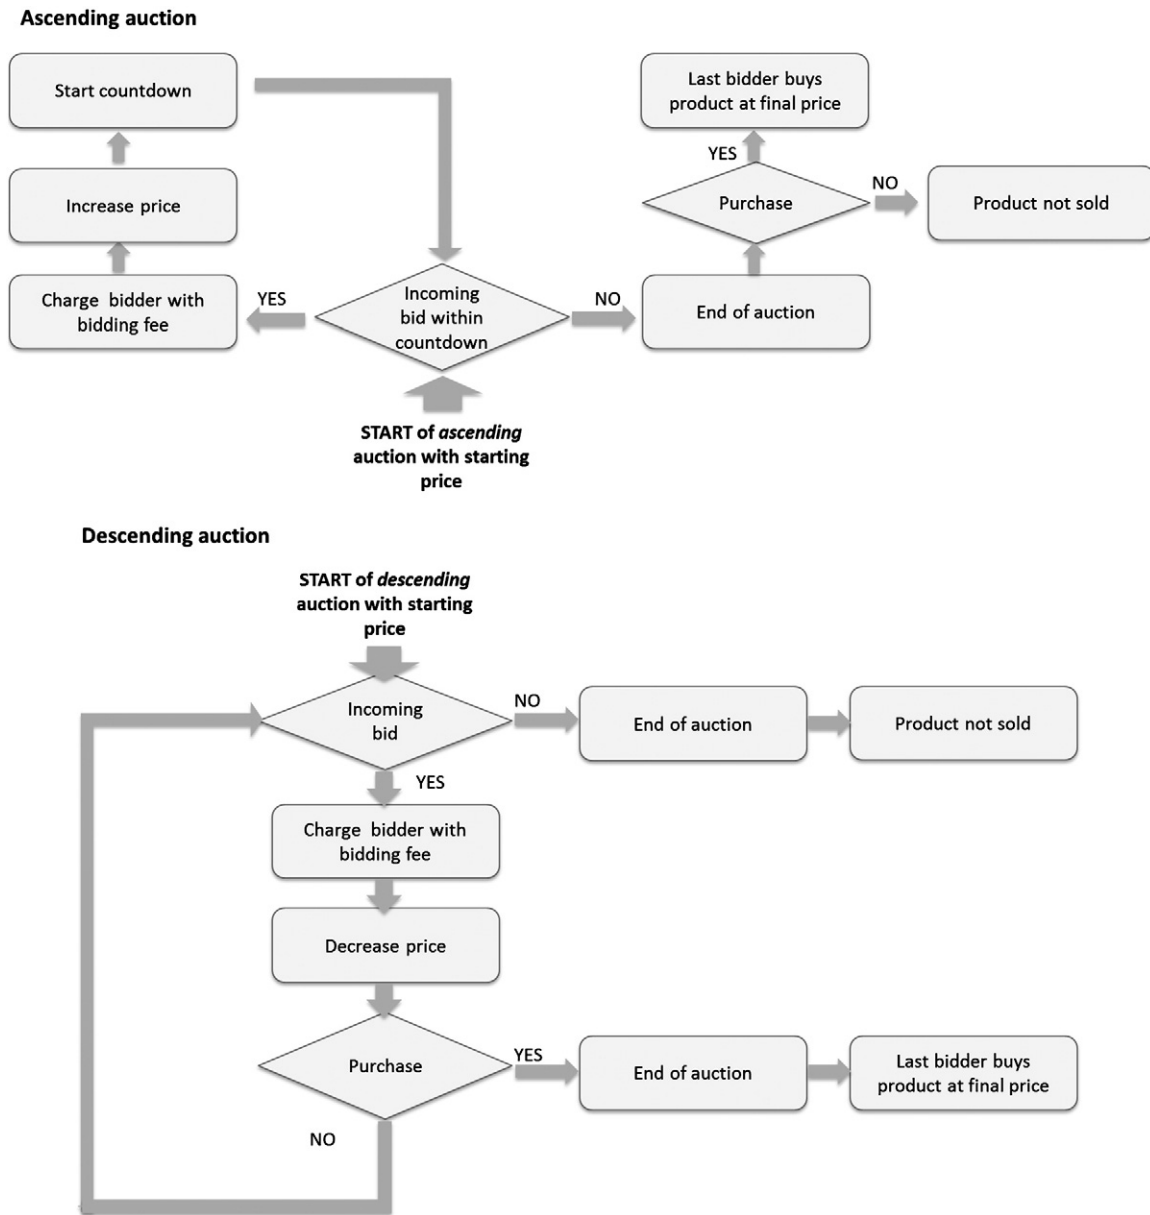 Ascending auction
Start countdown
Last bidder buys
product at final price
YES
Increase price
Purchase
NO
Product not sold
Charge bidder with
bidding fee
YES
Incoming
bid within
countdown
NO
End of auction
START of ascending
auction with starting
price
Descending auction
START of descending
auction with starting
price
Incoming
bid
NO
End of auction
Product not sold
YES
Charge bidder with
bidding fee
Decrease price
Purchase
YES
End of auction
Last bidder buys
product at final price
NO